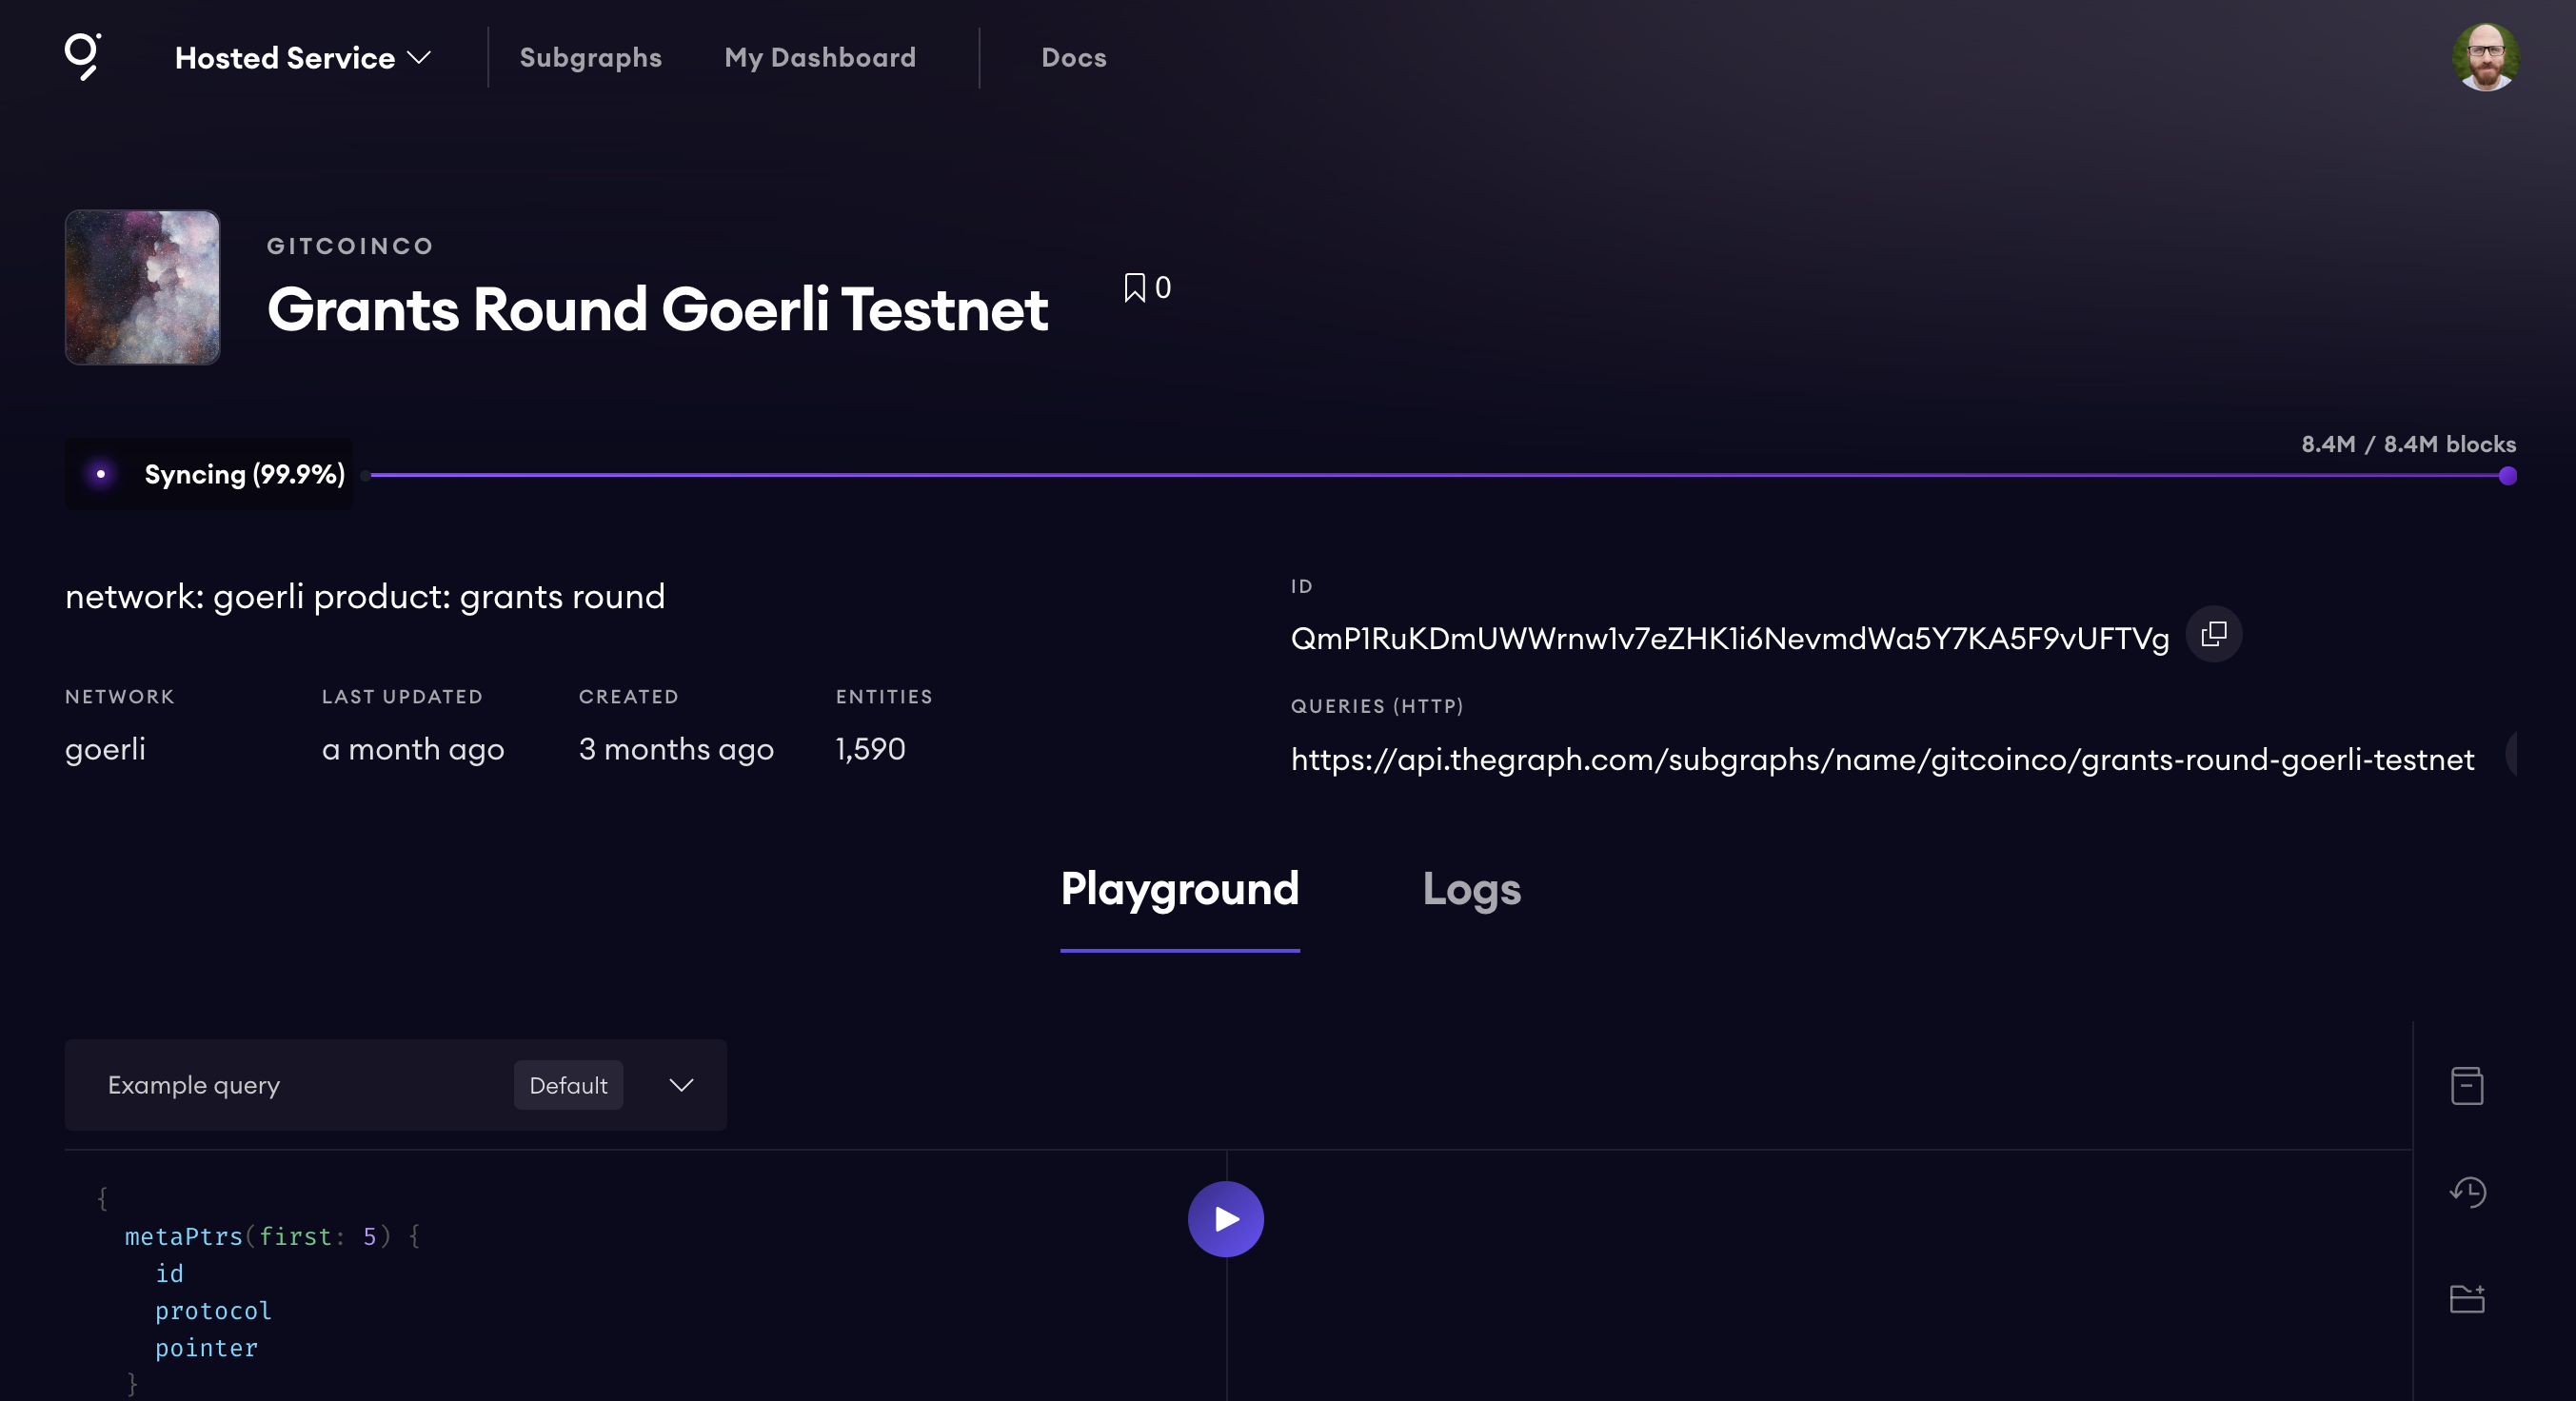 Hosted Service
Subgraphs
My Dashboard
Docs
GITCOINCO
Grants Round Goerli Testnet
0
8.4M / 8.4M blocks
Syncing (99.9%)
network: goerli product: grants round
NETWORK
goerli
LAST UPDATED
a month ago
CREATED
3 months ago
ENTITIES
1,590
ID
QmP1RuKDmUWWrnw1v7eZHK1i6NevmdWa5Y7KA5F9vUFTVg
QUERIES (HTTP)
https://api.thegraph.com/subgraphs/name/gitcoinco/grants-round-goerli-testnet
Playground
Logs
Example query
Default
{
metaPtrs(first: 5) {
id
protocol
pointer
}